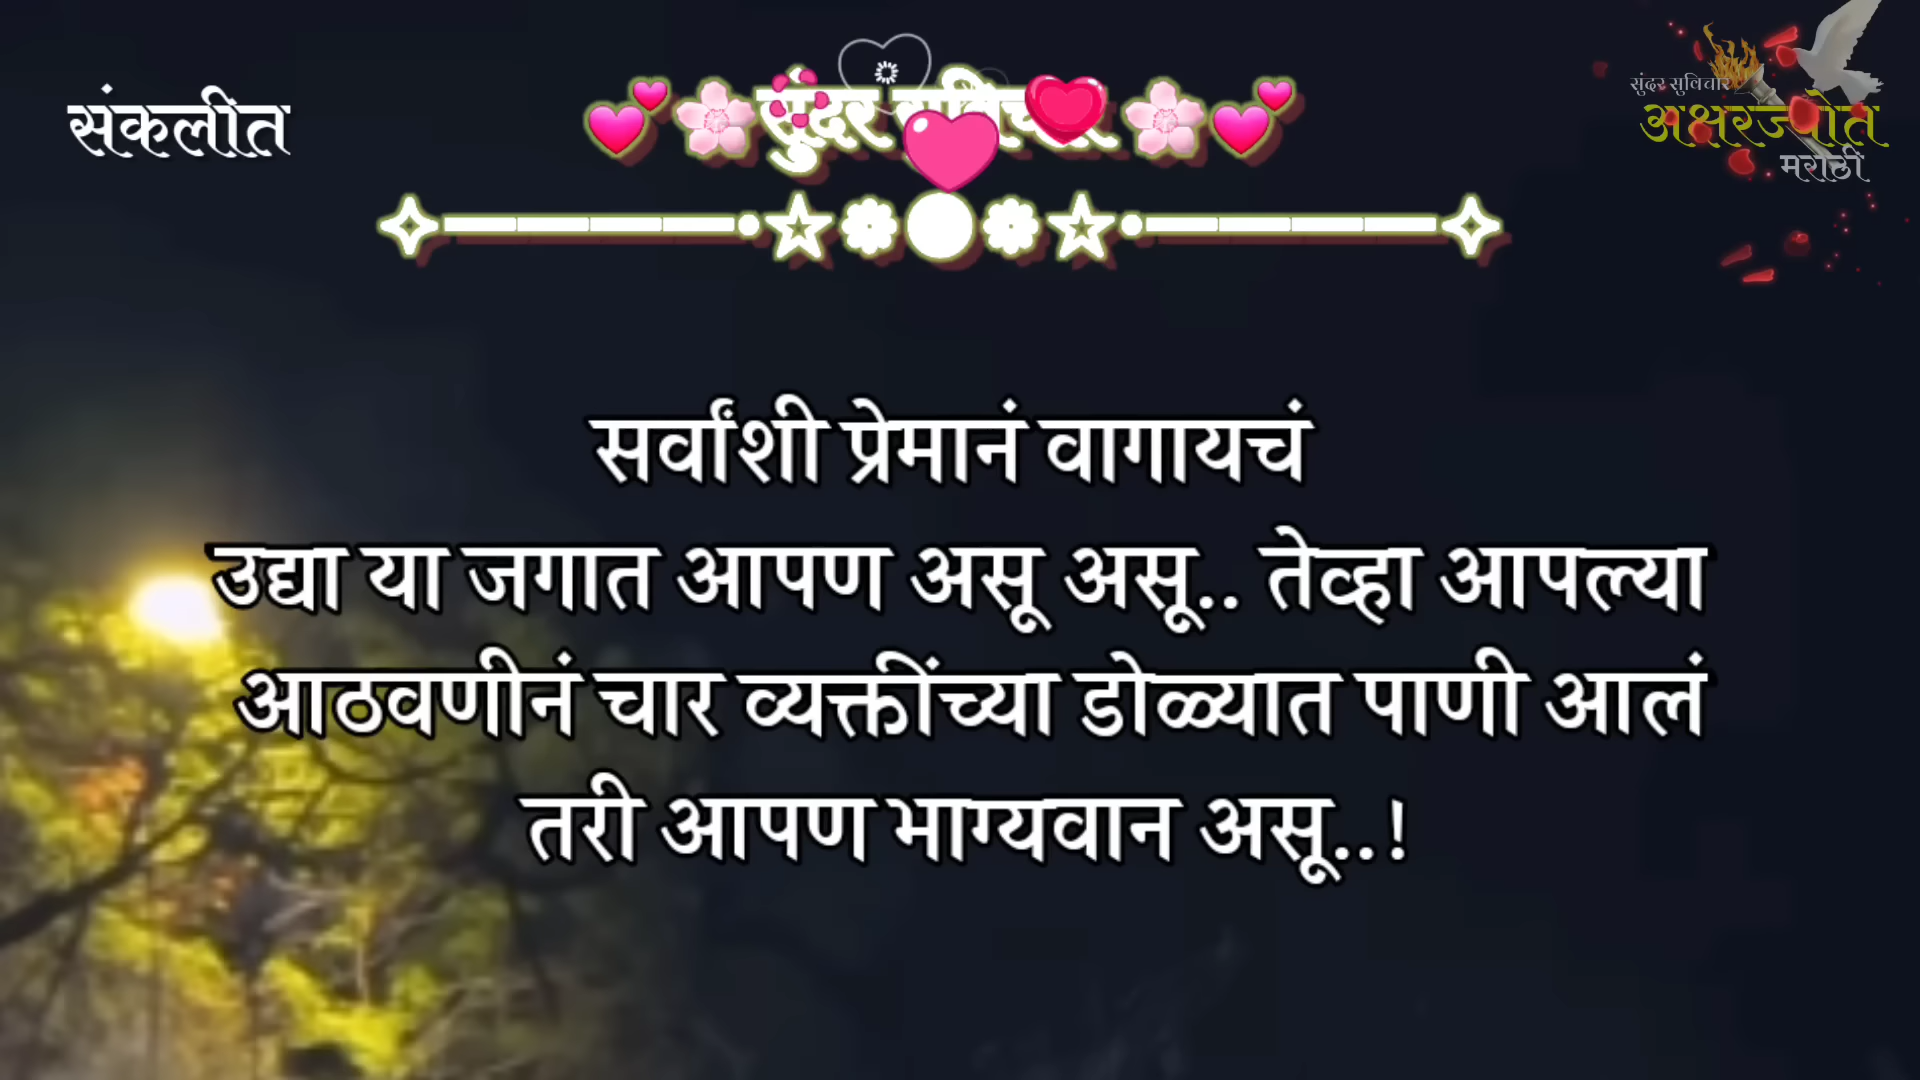 संकलीत
💕🌸सुंदर सुविचार🌸💕
सुंदर सुविचार
अक्षरज्योत
मराठी
सर्वांशी प्रेमानं वागायचं
उद्या या जगात आपण असू असू.. तेव्हा आपल्या
आठवणीनं चार व्यक्तींच्या डोळ्यात पाणी आलं
तरी आपण भाग्यवान असू..!